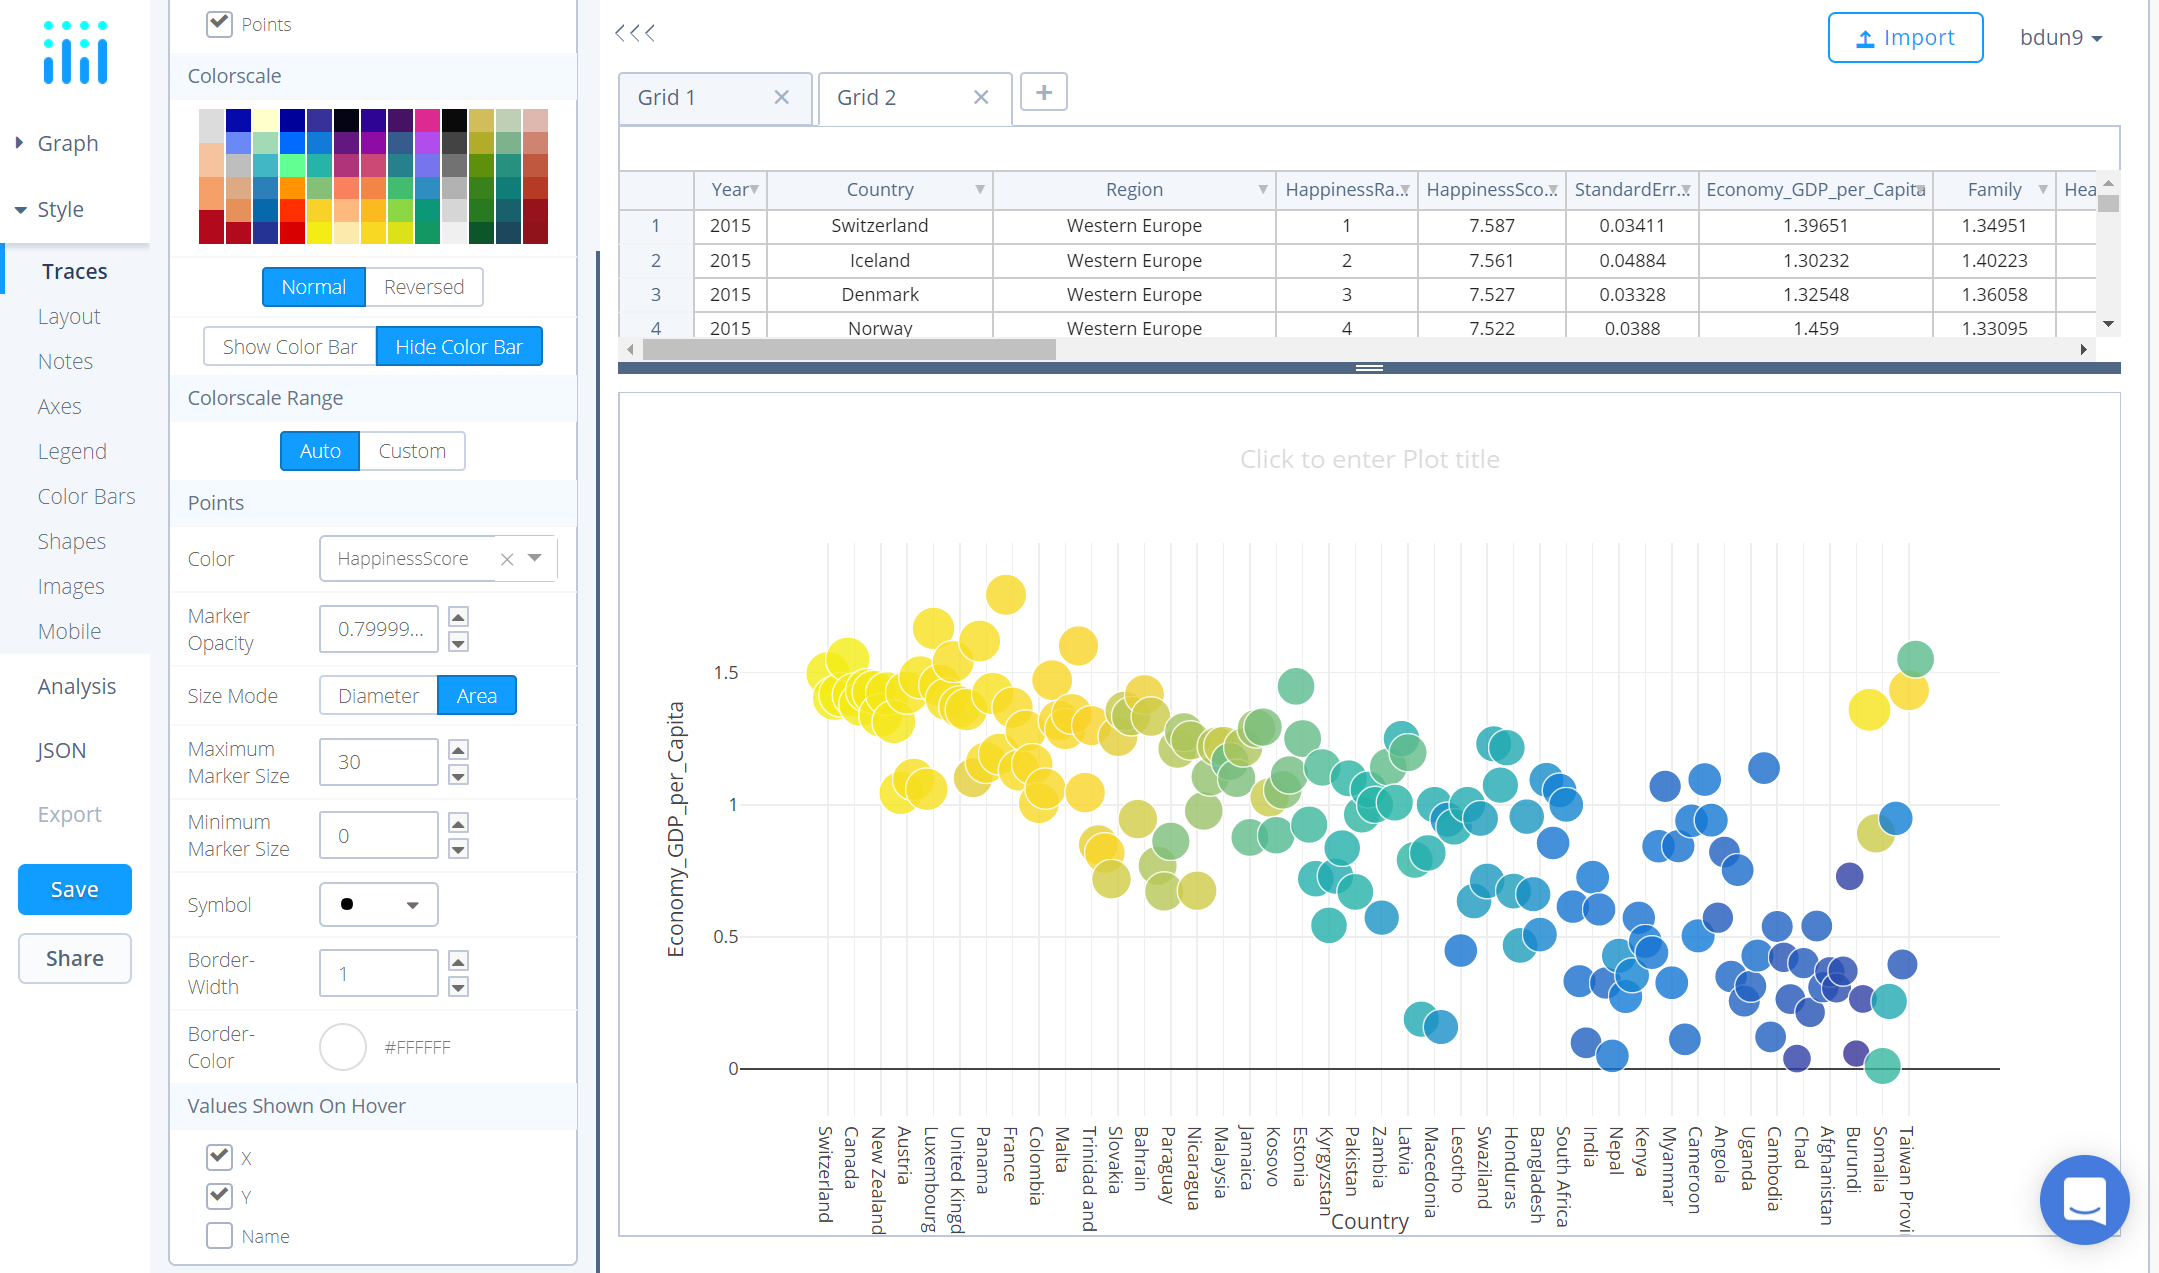 Points
Colorscale
Normal
Reversed
Show Color Bar
Hide Color Bar
Colorscale Range
Auto
Custom
Points
Color
HappinessScore
Marker
Opacity
0.79999...
Size Mode
Diameter
Area
Maximum
Marker Size
30
Minimum
Marker Size
0
Symbol
Border-
Width
1
Border-
Color
#FFFFFF
Values Shown On Hover
X
Y
Name
Graph
Style
Traces
Layout
Notes
Axes
Legend
Color Bars
Shapes
Images
Mobile
Analysis
JSON
Export
Save
Share
Import
bdun9
Grid 1
Grid 2
Year Country Region HappinessRa... HappinessSco... StandardErr... Economy_GDP_per_Capita Family Hea
1 2015 Switzerland Western Europe 1 7.587 0.03411 1.39651 1.34951
2 2015 Iceland Western Europe 2 7.561 0.04884 1.30232 1.40223
3 2015 Denmark Western Europe 3 7.527 0.03328 1.32548 1.36058
4 2015 Norway Western Europe 4 7.522 0.0388 1.459 1.33095
Click to enter Plot title
Economy_GDP_per_Capita
1.5
1
0.5
0
Switzerland
Canada
New Zealand
Austria
Luxembourg
United Kingd
Panama
France
Colombia
Malta
Trinidad and
Slovakia
Bahrain
Paraguay
Nicaragua
Malaysia
Jamaica
Kosovo
Estonia
Kyrgyzstan
Pakistan
Zambia
Latvia
Macedonia
Lesotho
Swaziland
Honduras
Bangladesh
South Africa
India
Nepal
Kenya
Myanmar
Cameroon
Angola
Uganda
Cambodia
Chad
Afghanistan
Burundi
Somalia
Taiwan Provi
Country